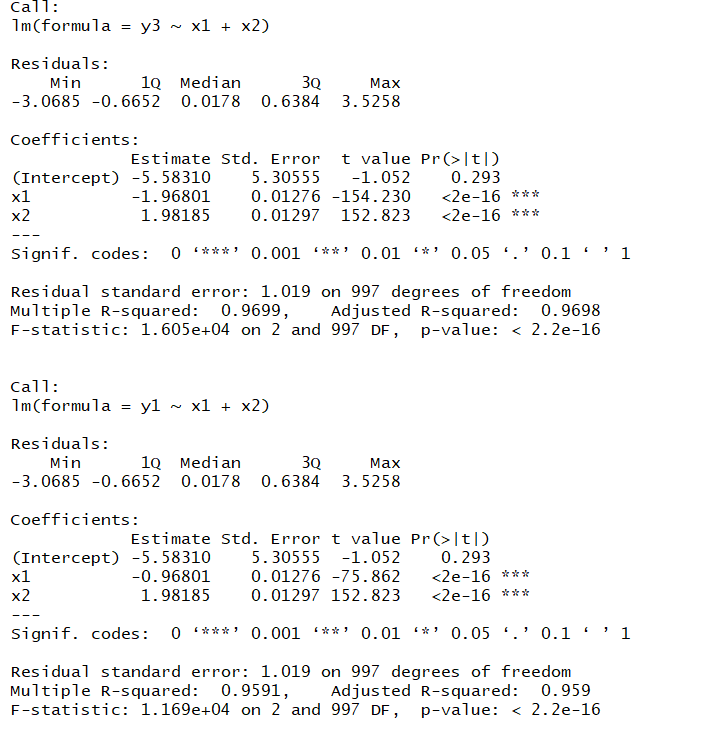 Call:
lm(formula = y3 ~ x1 + x2)
Residuals:
    Min      1Q  Median      3Q     Max
-3.0685 -0.6652  0.0178  0.6384  3.5258
Coefficients:
            Estimate Std. Error  t value Pr(>|t|)
(Intercept) -5.58310    5.30555   -1.052    0.293
x1          -1.96801    0.01276 -154.230   <2e-16 ***
x2           1.98185    0.01297  152.823   <2e-16 ***
---
Signif. codes:  0 ‘***’ 0.001 ‘**’ 0.01 ‘*’ 0.05 ‘.’ 0.1 ‘ ’ 1
Residual standard error: 1.019 on 997 degrees of freedom
Multiple R-squared:  0.9699,    Adjusted R-squared:  0.9698
F-statistic: 1.605e+04 on 2 and 997 DF,  p-value: < 2.2e-16
Call:
lm(formula = y1 ~ x1 + x2)
Residuals:
    Min      1Q  Median      3Q     Max
-3.0685 -0.6652  0.0178  0.6384  3.5258
Coefficients:
            Estimate Std. Error t value Pr(>|t|)
(Intercept) -5.58310    5.30555  -1.052    0.293
x1          -0.96801    0.01276 -75.862   <2e-16 ***
x2           1.98185    0.01297 152.823   <2e-16 ***
---
Signif. codes:  0 ‘***’ 0.001 ‘**’ 0.01 ‘*’ 0.05 ‘.’ 0.1 ‘ ’ 1
Residual standard error: 1.019 on 997 degrees of freedom
Multiple R-squared:  0.9591,    Adjusted R-squared:  0.959
F-statistic: 1.169e+04 on 2 and 997 DF,  p-value: < 2.2e-16